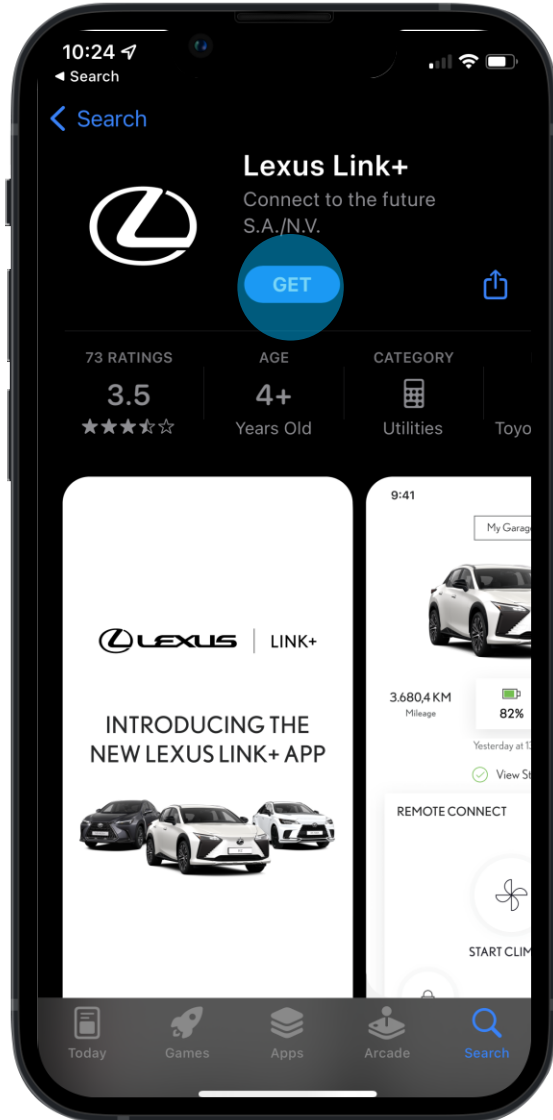 10:24
◀ Search
Search
Lexus Link+
Connect to the future
S.A./N.V.
GET
73 RATINGS
AGE
CATEGORY
3.5
4+
Years Old
Utilities
Toyo
LEXUS | LINK+
INTRODUCING THE
NEW LEXUS LINK+ APP
9:41
My Garag
3.680,4 KM
Mileage
82%
Yesterday at 1
View St
REMOTE CONNECT
START CLIM
Today
Games
Apps
Arcade
Search